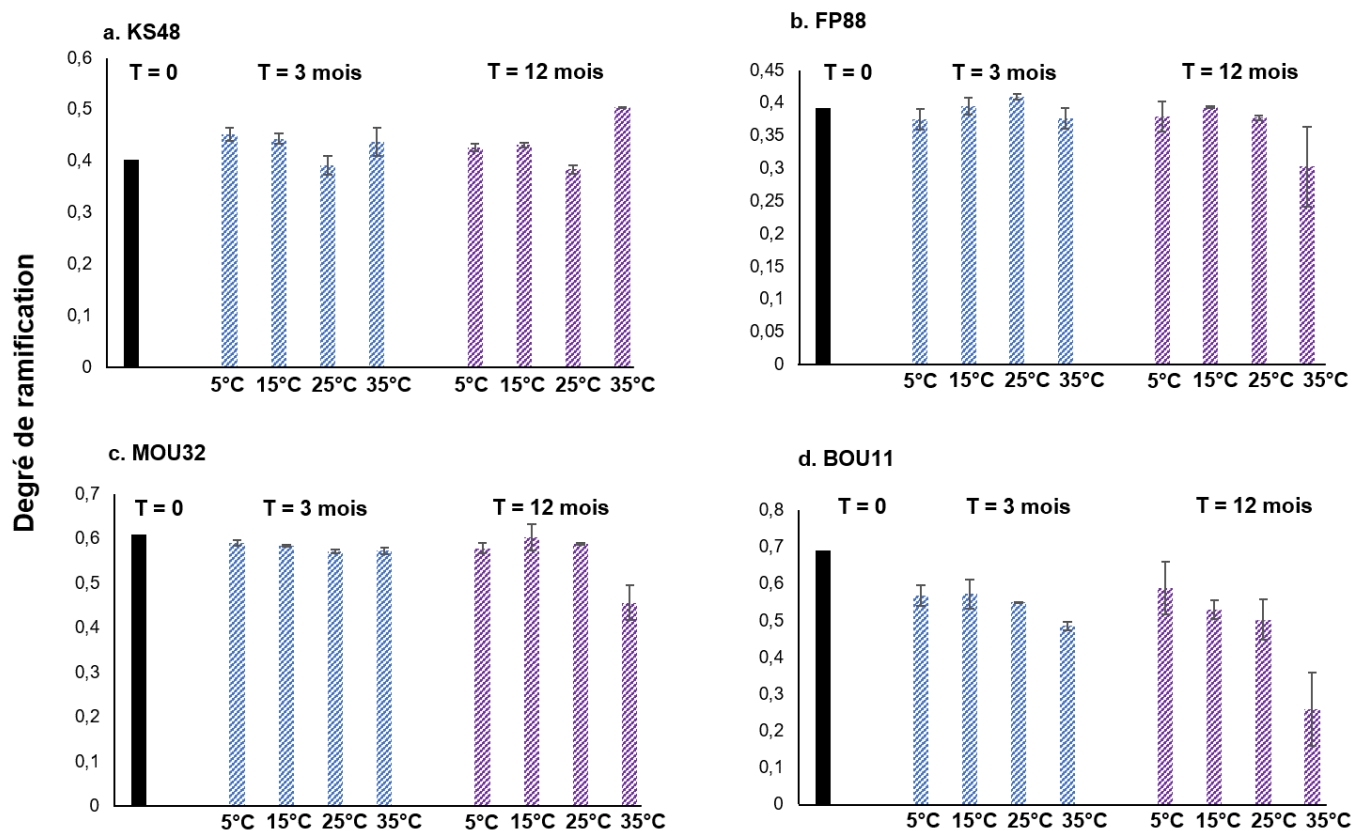 Degré de ramification
a. KS48
T = 0 T = 3 mois T = 12 mois
0,6
0,5
0,4
0,3
0,2
0,1
0
5°C 15°C 25°C 35°C 5°C 15°C 25°C 35°C
b. FP88
T = 0 T = 3 mois T = 12 mois
0,45
0,4
0,35
0,3
0,25
0,2
0,15
0,1
0,05
0
5°C 15°C 25°C 35°C 5°C 15°C 25°C 35°C
c. MOU32
T = 0 T = 3 mois T = 12 mois
0,7
0,6
0,5
0,4
0,3
0,2
0,1
0
5°C 15°C 25°C 35°C 5°C 15°C 25°C 35°C
d. BOU11
T = 0 T = 3 mois T = 12 mois
0,8
0,7
0,6
0,5
0,4
0,3
0,2
0,1
0
5°C 15°C 25°C 35°C 5°C 15°C 25°C 35°C